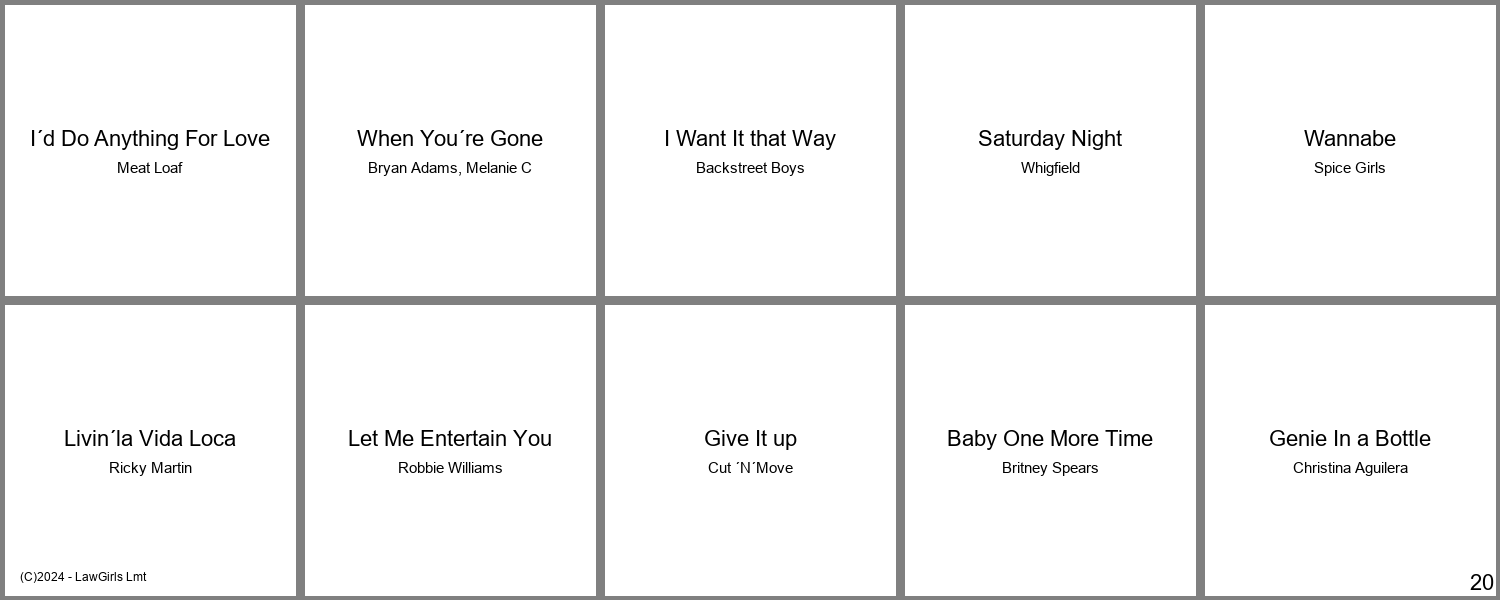 I´d Do Anything For Love
Meat Loaf
When You´re Gone
Bryan Adams, Melanie C
I Want It that Way
Backstreet Boys
Saturday Night
Whigfield
Wannabe
Spice Girls
Livin´la Vida Loca
Ricky Martin
Let Me Entertain You
Robbie Williams
Give It up
Cut ´N´Move
Baby One More Time
Britney Spears
Genie In a Bottle
Christina Aguilera
(C)2024 - LawGirls Lmt
20